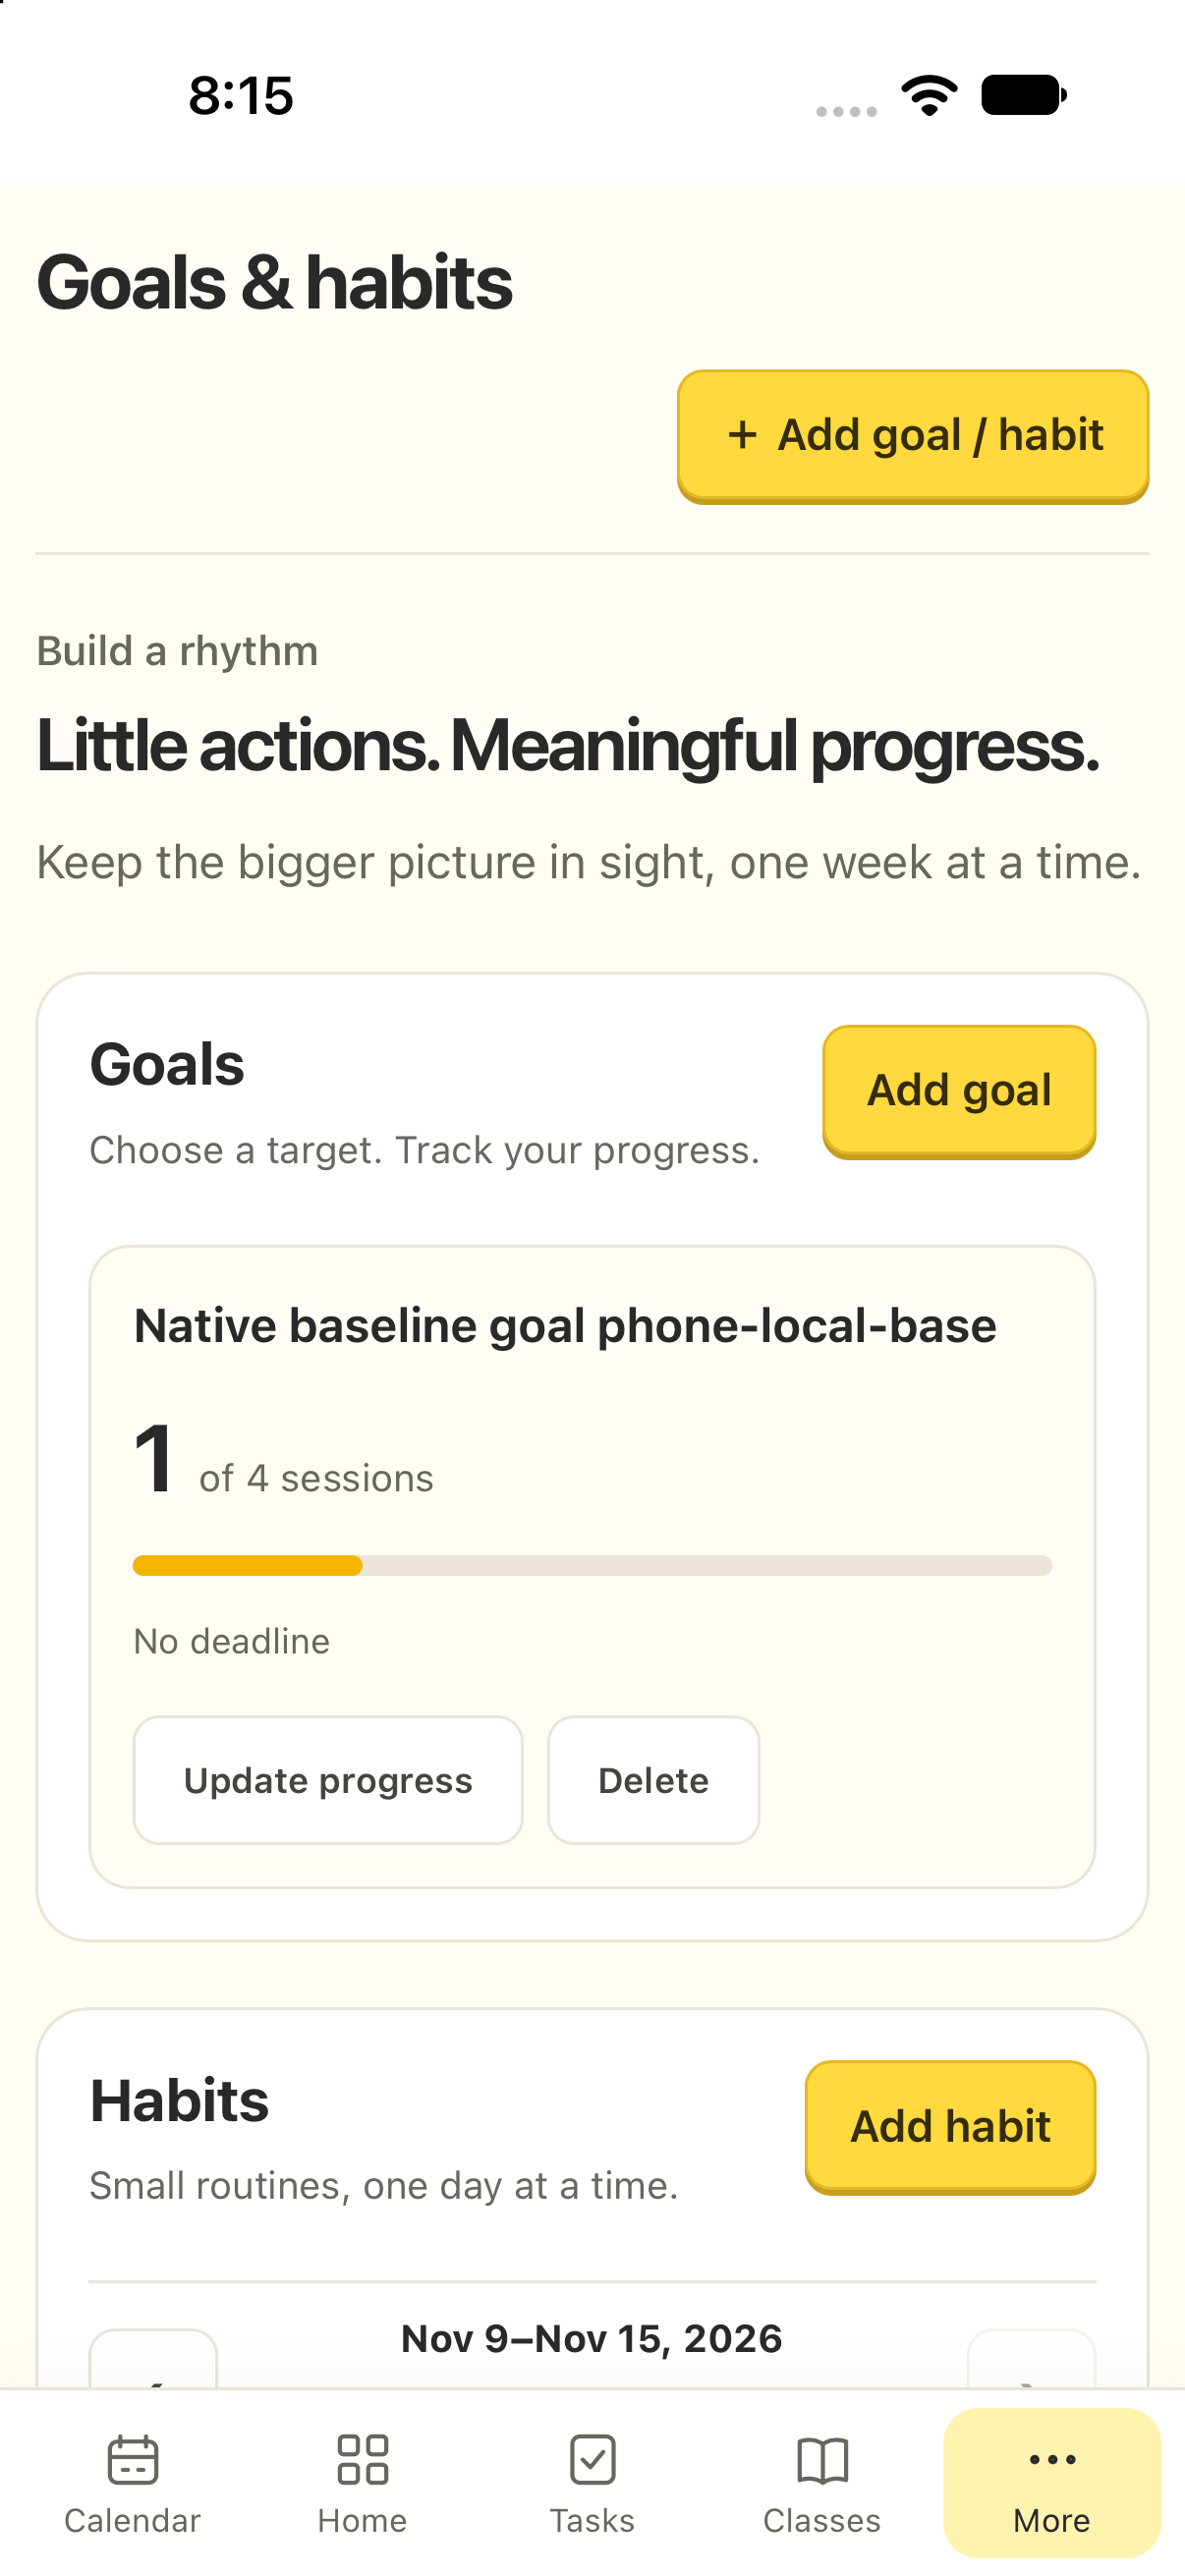 8:15
Goals & habits
+ Add goal / habit
Build a rhythm
Little actions. Meaningful progress.
Keep the bigger picture in sight, one week at a time.
Goals
Add goal
Choose a target. Track your progress.
Native baseline goal phone-local-base
1 of 4 sessions
No deadline
Update progress
Delete
Habits
Add habit
Small routines, one day at a time.
Nov 9–Nov 15, 2026
Calendar
Home
Tasks
Classes
More